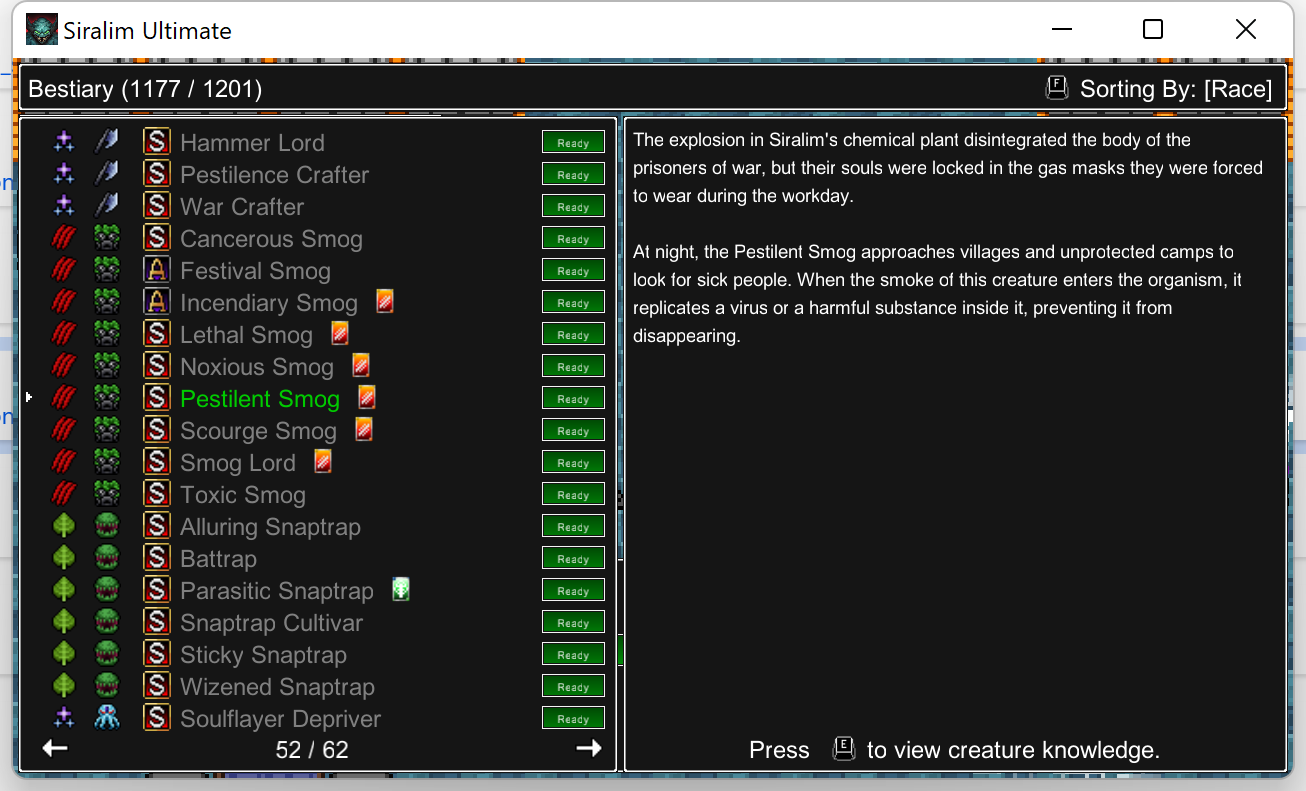 Siralim Ultimate
Bestiary (1177 / 1201)
F Sorting By: [Race]
S Hammer Lord Ready
S Pestilence Crafter Ready
S War Crafter Ready
S Cancerous Smog Ready
A Festival Smog Ready
A Incendiary Smog Ready
S Lethal Smog Ready
S Noxious Smog Ready
S Pestilent Smog Ready
S Scourge Smog Ready
S Smog Lord Ready
S Toxic Smog Ready
S Alluring Snaptrap Ready
S Battrap Ready
S Parasitic Snaptrap Ready
S Snaptrap Cultivar Ready
S Sticky Snaptrap Ready
S Wizened Snaptrap Ready
S Soulflayer Depriver Ready
52 / 62
The explosion in Siralim's chemical plant disintegrated the body of the
prisoners of war, but their souls were locked in the gas masks they were forced
to wear during the workday.
At night, the Pestilent Smog approaches villages and unprotected camps to
look for sick people. When the smoke of this creature enters the organism, it
replicates a virus or a harmful substance inside it, preventing it from
disappearing.
Press E to view creature knowledge.